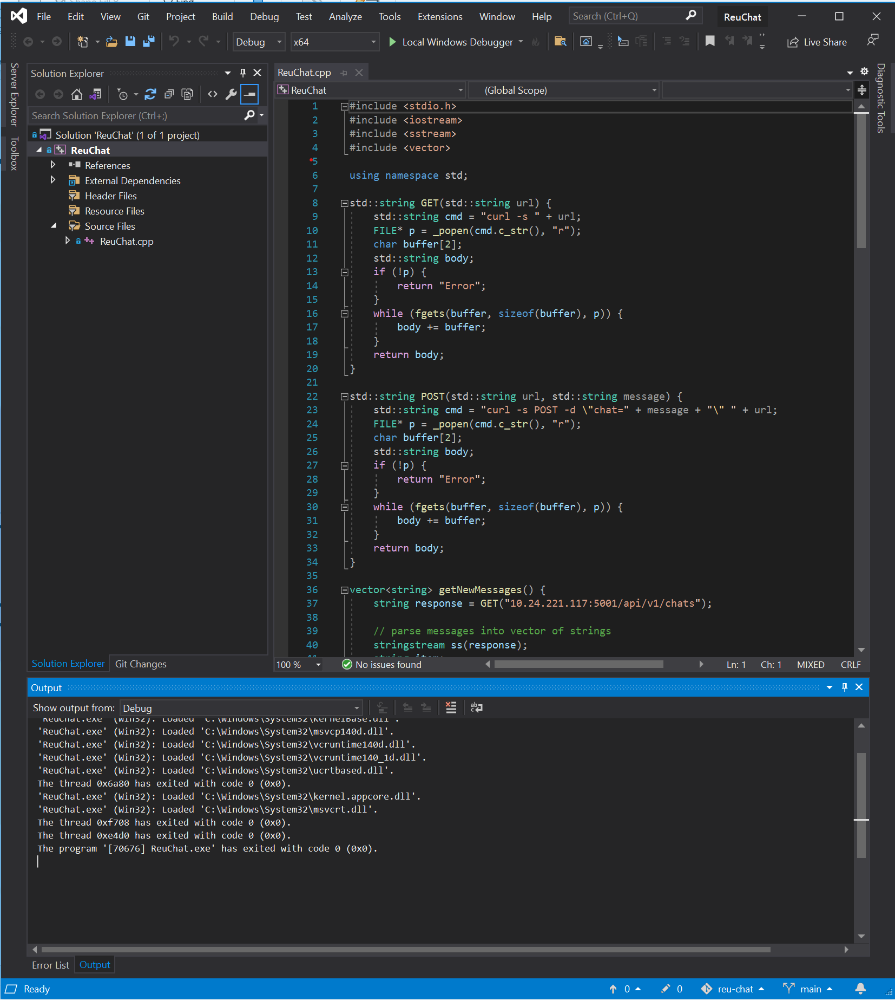 File Edit View Git Project Build Debug Test Analyze Tools Extensions Window Help Search (Ctrl+Q) ReuChat
Debug x64 Local Windows Debugger Live Share
Server Explorer
Toolbox
Solution Explorer
Search Solution Explorer (Ctrl+;)
Solution 'ReuChat' (1 of 1 project)
ReuChat
References
External Dependencies
Header Files
Resource Files
Source Files
ReuChat.cpp
Solution Explorer Git Changes
ReuChat.cpp
ReuChat (Global Scope)
1 #include <stdio.h>
2 #include <iostream>
3 #include <sstream>
4 #include <vector>
5
6 using namespace std;
7
8 std::string GET(std::string url) {
9 std::string cmd = "curl -s " + url;
10 FILE* p = _popen(cmd.c_str(), "r");
11 char buffer[2];
12 std::string body;
13 if (!p) {
14 return "Error";
15 }
16 while (fgets(buffer, sizeof(buffer), p)) {
17 body += buffer;
18 }
19 return body;
20 }
21
22 std::string POST(std::string url, std::string message) {
23 std::string cmd = "curl -s POST -d \"chat=" + message + "\" " + url;
24 FILE* p = _popen(cmd.c_str(), "r");
25 char buffer[2];
26 std::string body;
27 if (!p) {
28 return "Error";
29 }
30 while (fgets(buffer, sizeof(buffer), p)) {
31 body += buffer;
32 }
33 return body;
34 }
35
36 vector<string> getNewMessages() {
37 string response = GET("10.24.221.117:5001/api/v1/chats");
38
39 // parse messages into vector of strings
40 stringstream ss(response);
100 % No issues found Ln: 1 Ch: 1 MIXED CRLF
Diagnostic Tools
Output
Show output from: Debug
'ReuChat.exe' (Win32): Loaded 'C:\Windows\System32\KernelBase.dll'.
'ReuChat.exe' (Win32): Loaded 'C:\Windows\System32\msvcp140d.dll'.
'ReuChat.exe' (Win32): Loaded 'C:\Windows\System32\vcruntime140d.dll'.
'ReuChat.exe' (Win32): Loaded 'C:\Windows\System32\vcruntime140_1d.dll'.
'ReuChat.exe' (Win32): Loaded 'C:\Windows\System32\ucrtbased.dll'.
The thread 0x6a80 has exited with code 0 (0x0).
'ReuChat.exe' (Win32): Loaded 'C:\Windows\System32\kernel.appcore.dll'.
'ReuChat.exe' (Win32): Loaded 'C:\Windows\System32\msvcrt.dll'.
The thread 0xf708 has exited with code 0 (0x0).
The thread 0xe4d0 has exited with code 0 (0x0).
The program '[70676] ReuChat.exe' has exited with code 0 (0x0).
Error List Output
Ready 0 0 reu-chat main